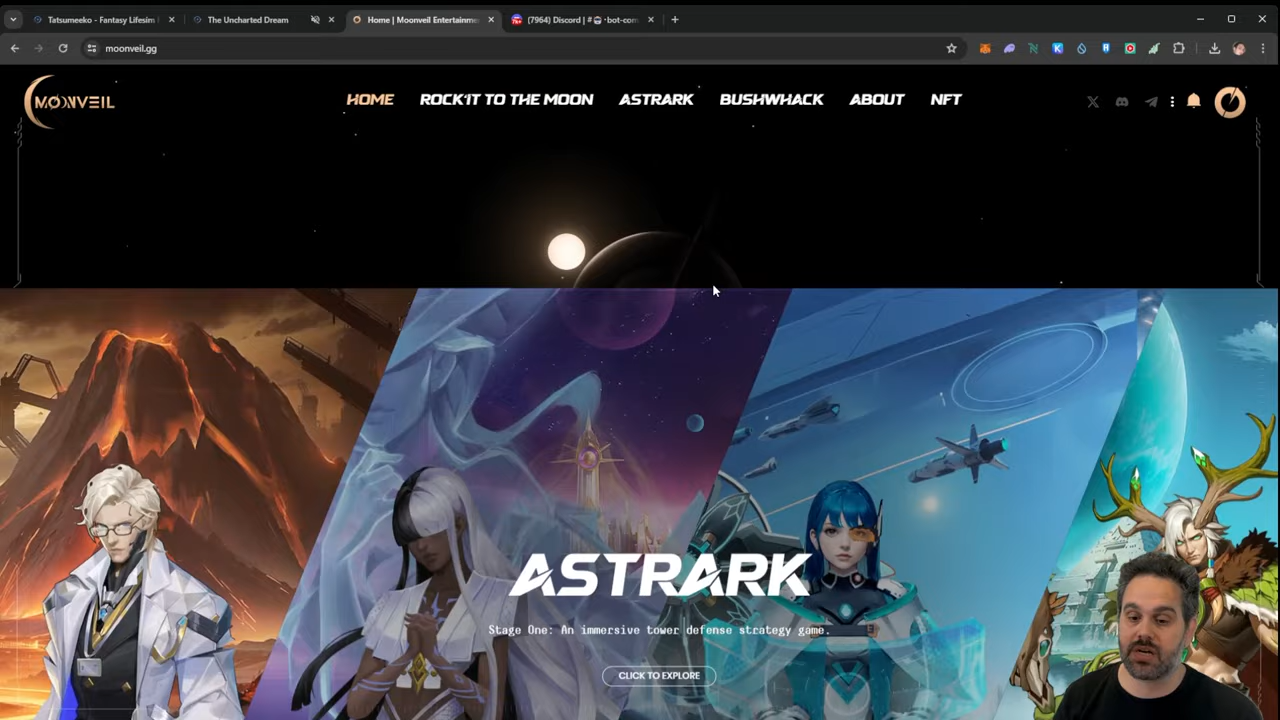 Tatsumeeko - Fantasy Lifesim
The Uncharted Dream
Home | Moonveil Entertainme
(7964) Discord | #
bot-com
moonveil.gg
MOONVEIL
HOME
ROCK'IT TO THE MOON
ASTRARK
BUSHWHACK
ABOUT
NFT
ASTRARK
Stage One: An immersive tower defense strategy game.
CLICK TO EXPLORE